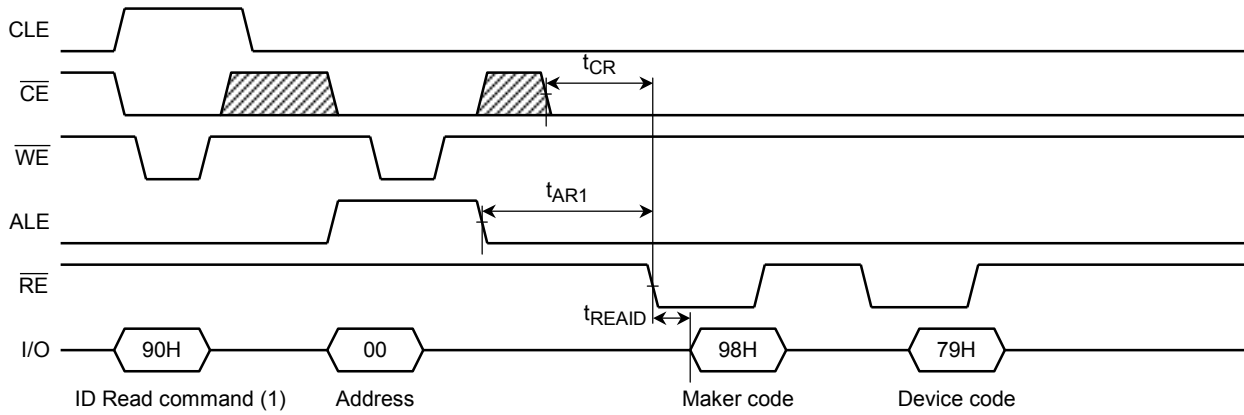 CLE
CE
tCR
WE
tAR1
ALE
RE
tREAID
I/O
90H
00
98H
79H
ID Read command (1)
Address
Maker code
Device code